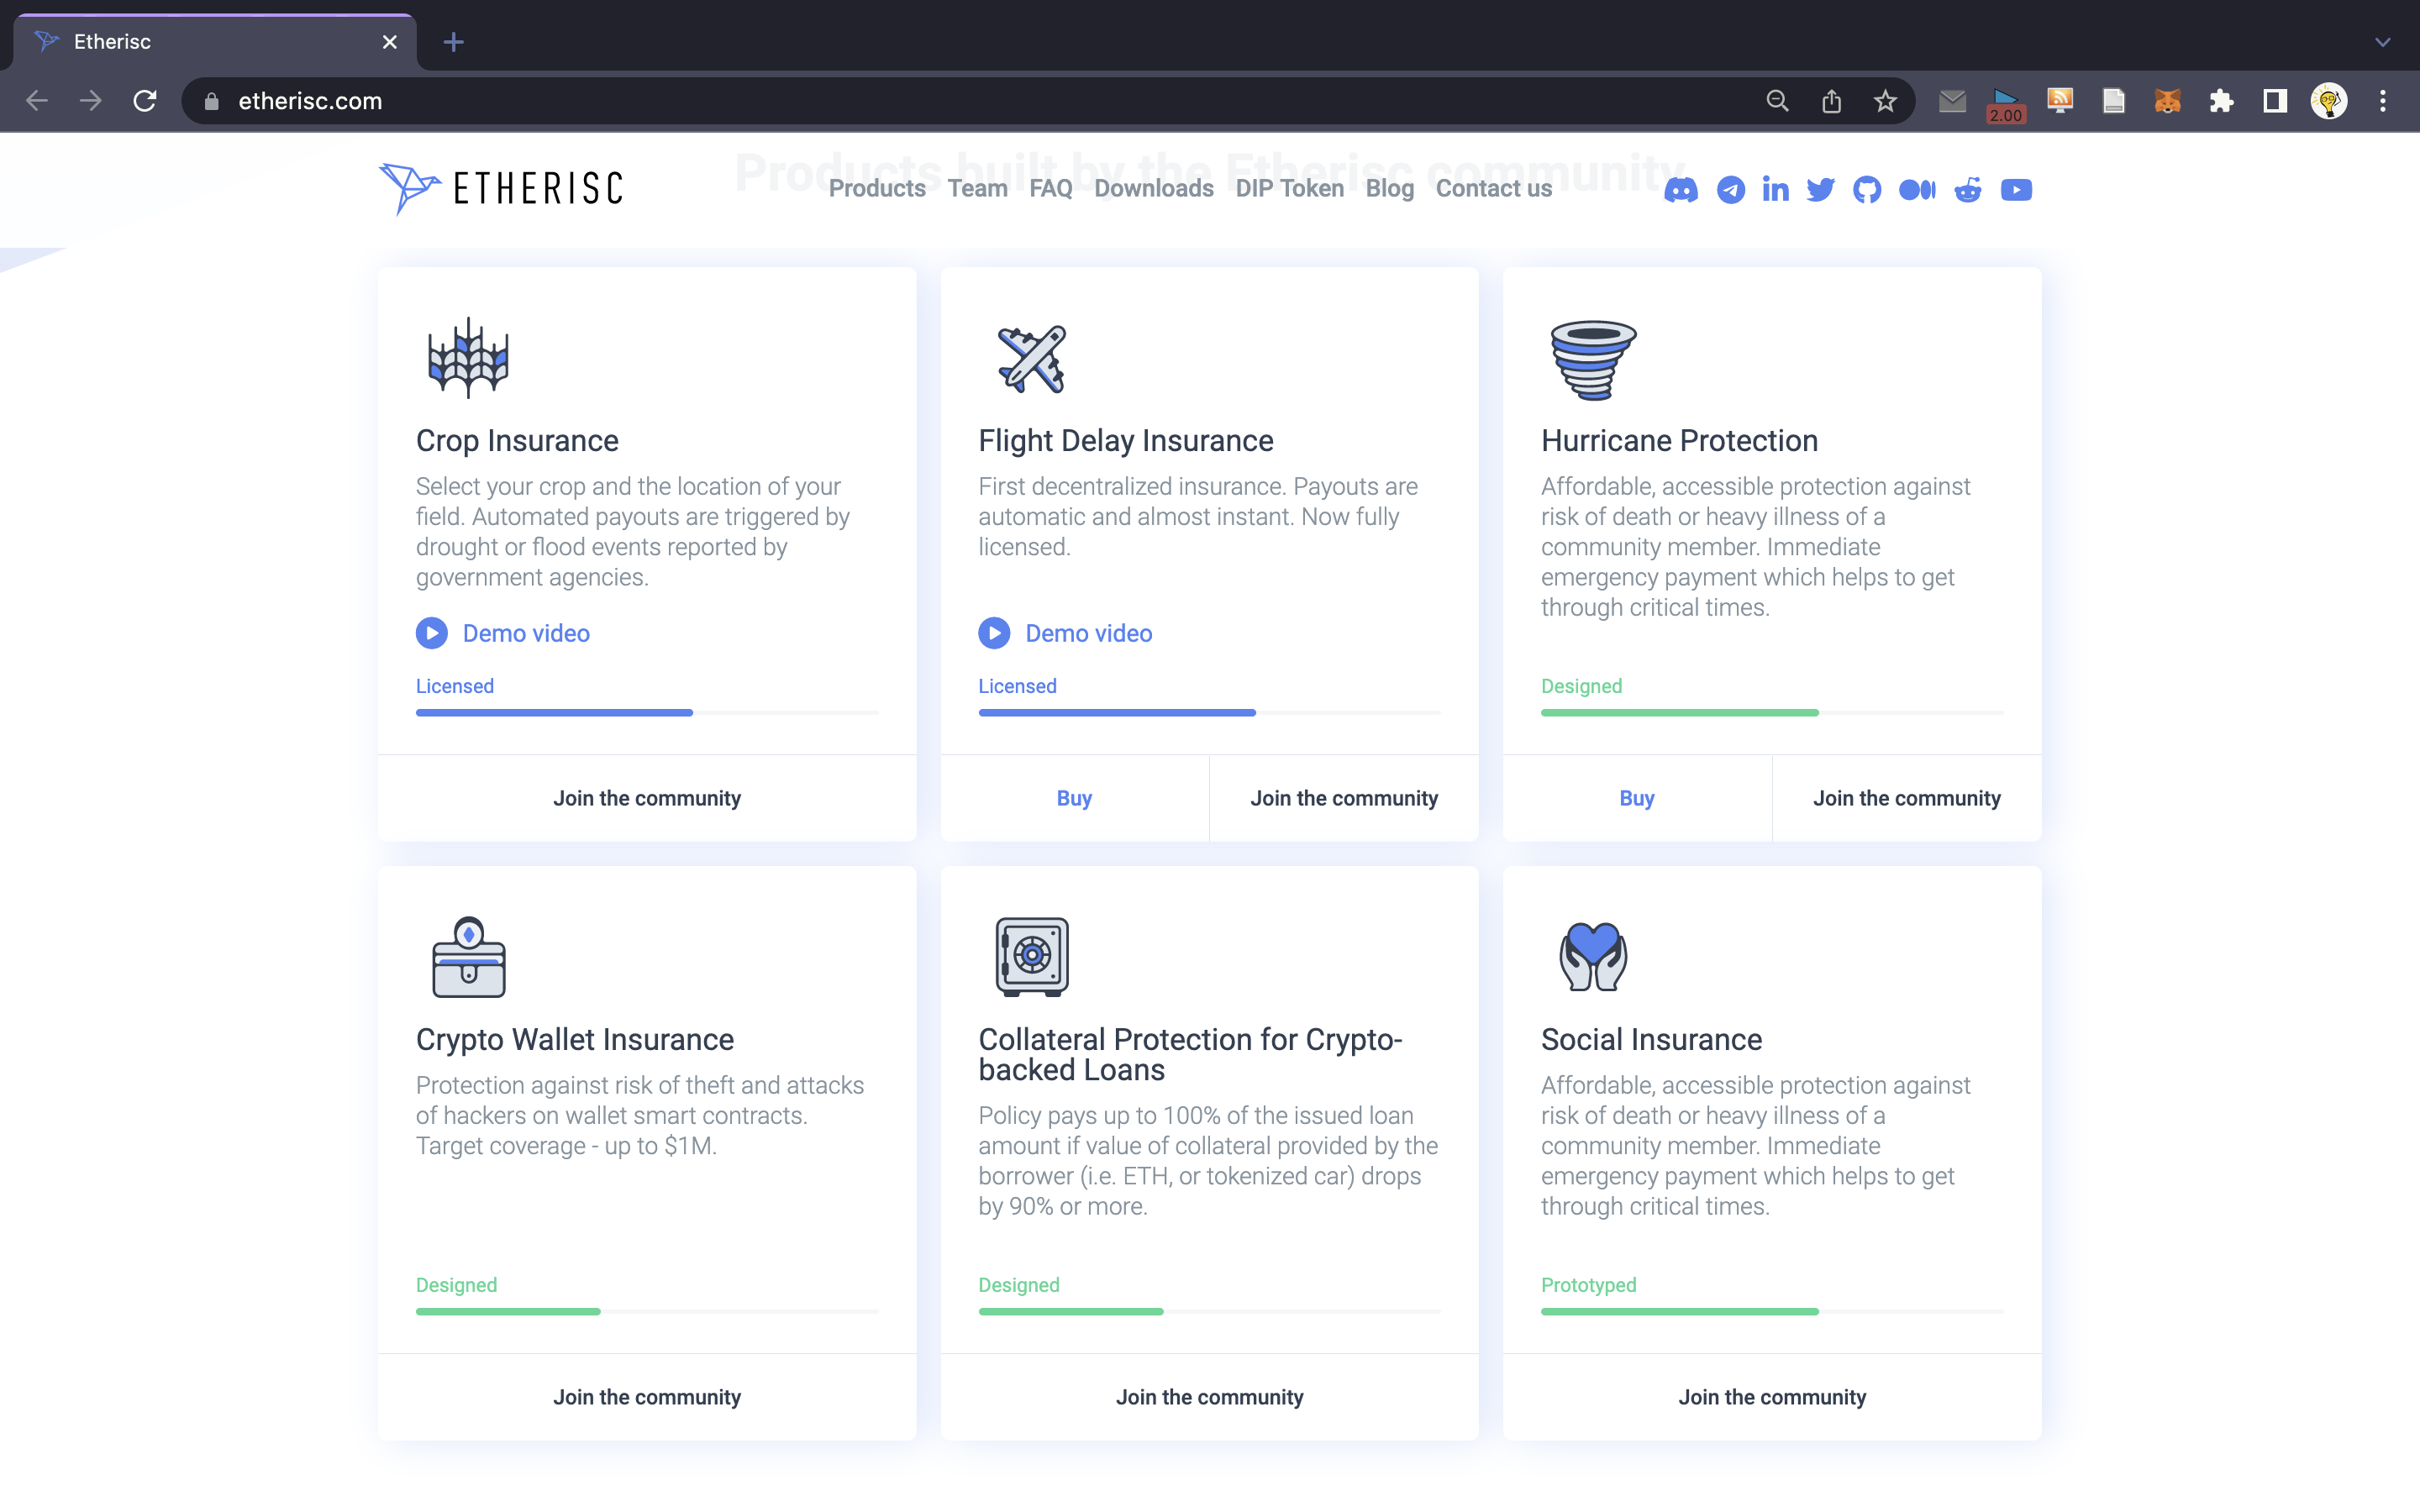 Etherisc
etherisc.com
2.00
Products built by the Etherisc community
ETHERISC
Products Team FAQ Downloads DIP Token Blog Contact us
Crop Insurance
Select your crop and the location of your
field. Automated payouts are triggered by
drought or flood events reported by
government agencies.
Demo video
Licensed
Join the community
Flight Delay Insurance
First decentralized insurance. Payouts are
automatic and almost instant. Now fully
licensed.
Demo video
Licensed
Buy
Join the community
Hurricane Protection
Affordable, accessible protection against
risk of death or heavy illness of a
community member. Immediate
emergency payment which helps to get
through critical times.
Designed
Buy
Join the community
Crypto Wallet Insurance
Protection against risk of theft and attacks
of hackers on wallet smart contracts.
Target coverage - up to $1M.
Designed
Join the community
Collateral Protection for Crypto-
backed Loans
Policy pays up to 100% of the issued loan
amount if value of collateral provided by the
borrower (i.e. ETH, or tokenized car) drops
by 90% or more.
Designed
Join the community
Social Insurance
Affordable, accessible protection against
risk of death or heavy illness of a
community member. Immediate
emergency payment which helps to get
through critical times.
Prototyped
Join the community